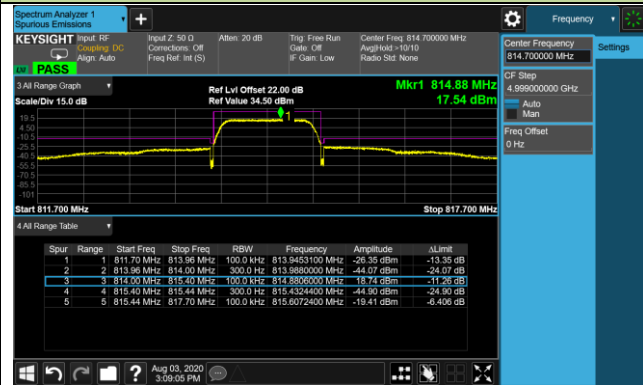 Spectrum Analyzer 1
Spurious Emissions
Frequency
KEYSIGHT Input: RF Input Z: 50 Ω Atten: 20 dB Trig: Free Run Center Freq: 814.700000 MHz
Coupling: DC Corrections: Off Gate: Off Avg|Hold:>10/10
Align: Auto Freq Ref: Int (S) IF Gain: Low Radio Std: None
LXI PASS
Center Frequency
814.700000 MHz
Settings
CF Step
4.999000000 GHz
Auto
Man
Freq Offset
0 Hz
3 All Range Graph
Ref Lvl Offset 22.00 dB Mkr1 814.88 MHz
Scale/Div 15.0 dB Ref Value 34.50 dBm 17.54 dBm
1
19.5
4.50
-10.5
-25.5
-40.5
-55.5
-70.5
-85.5
-101
Start 811.700 MHz Stop 817.700 MHz
4 All Range Table
Spur Range Start Freq Stop Freq RBW Frequency Amplitude ΔLimit
1 1 811.70 MHz 813.96 MHz 100.0 kHz 813.9453100 MHz -26.35 dBm -13.35 dB
2 2 813.96 MHz 814.00 MHz 300.0 Hz 813.9880000 MHz -44.07 dBm -24.07 dB
3 3 814.00 MHz 815.40 MHz 100.0 kHz 814.8806000 MHz 18.74 dBm -11.26 dB
4 4 815.40 MHz 815.44 MHz 300.0 Hz 815.4324400 MHz -44.90 dBm -24.90 dB
5 5 815.44 MHz 817.70 MHz 100.0 kHz 815.6072400 MHz -19.41 dBm -6.406 dB
Aug 03, 2020
3:09:05 PM